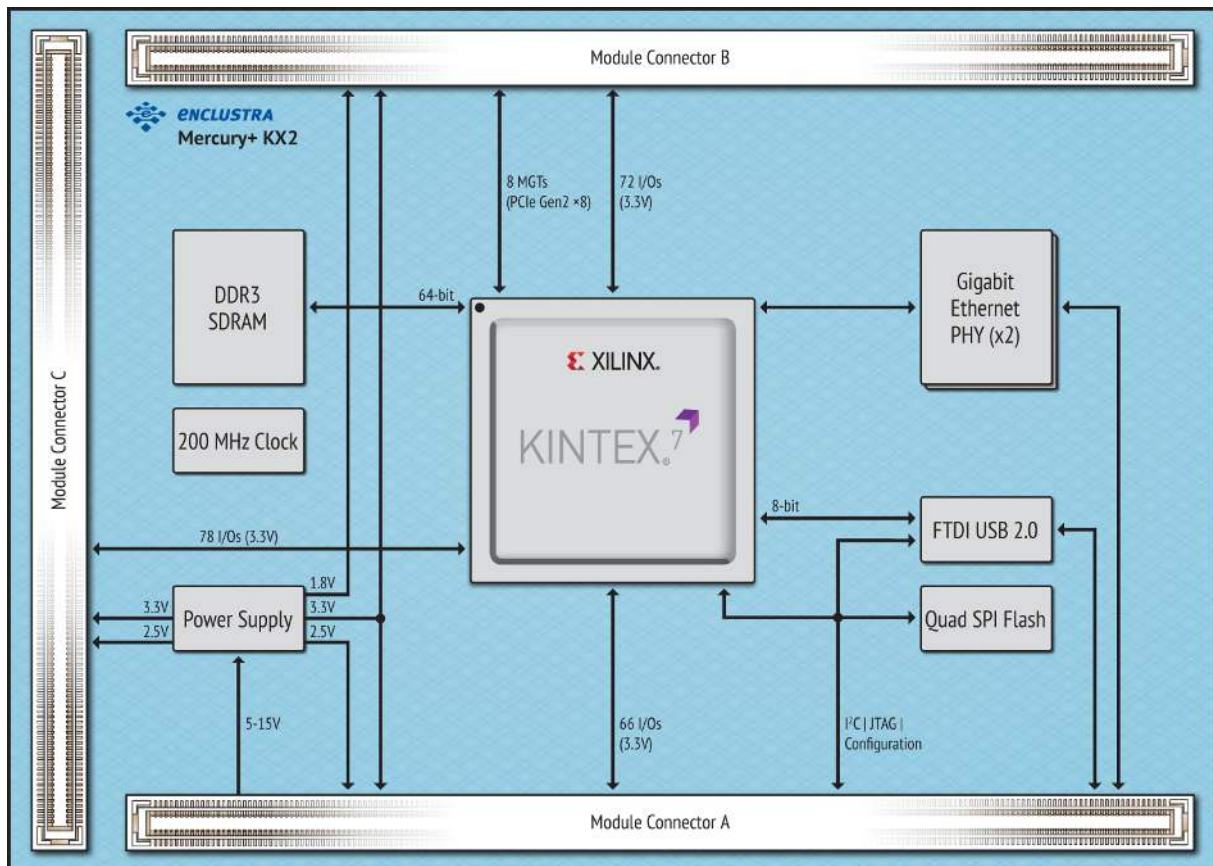 Module Connector B
ENCLUSTRA
Mercury+ KX2
8 MGTs
(PCIe Gen2 ×8)
72 I/Os
(3.3V)
DDR3
SDRAM
64-bit
Gigabit
Ethernet
PHY (x2)
XILINX®
KINTEX®7
200 MHz Clock
Module Connector C
8-bit
FTDI USB 2.0
78 I/Os (3.3V)
1.8V
3.3V
3.3V
2.5V
2.5V
Power Supply
Quad SPI Flash
5-15V
66 I/Os
(3.3V)
I²C | JTAG |
Configuration
Module Connector A